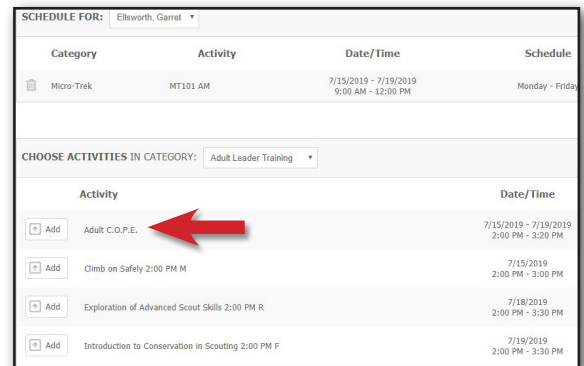 SCHEDULE FOR: Ellsworth, Garret
Category Activity Date/Time Schedule
Micro-Trek MT101 AM 7/15/2019 - 7/19/2019 Monday - Friday
9:00 AM - 12:00 PM
CHOOSE ACTIVITIES IN CATEGORY: Adult Leader Training
Activity Date/Time
Add Adult C.O.P.E. 7/15/2019 - 7/19/2019
2:00 PM - 3:20 PM
Add Climb on Safely 2:00 PM M 7/15/2019
2:00 PM - 3:00 PM
Add Exploration of Advanced Scout Skills 2:00 PM R 7/18/2019
2:00 PM - 3:30 PM
Add Introduction to Conservation in Scouting 2:00 PM F 7/19/2019
2:00 PM - 3:30 PM